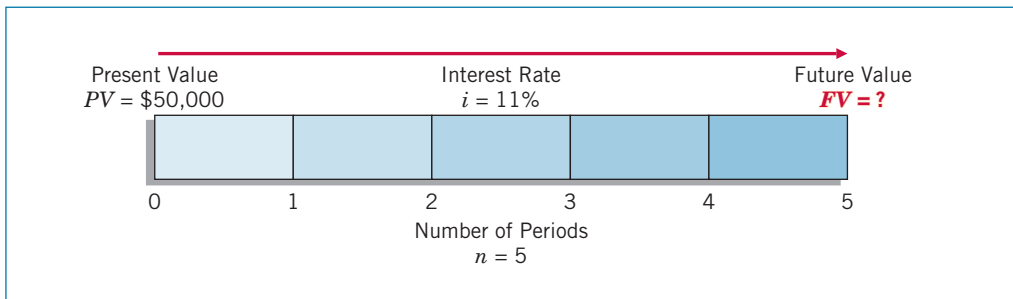 Present Value Interest Rate Future Value
PV = $50,000 i = 11% FV = ?
0 1 2 3 4 5
Number of Periods
n = 5